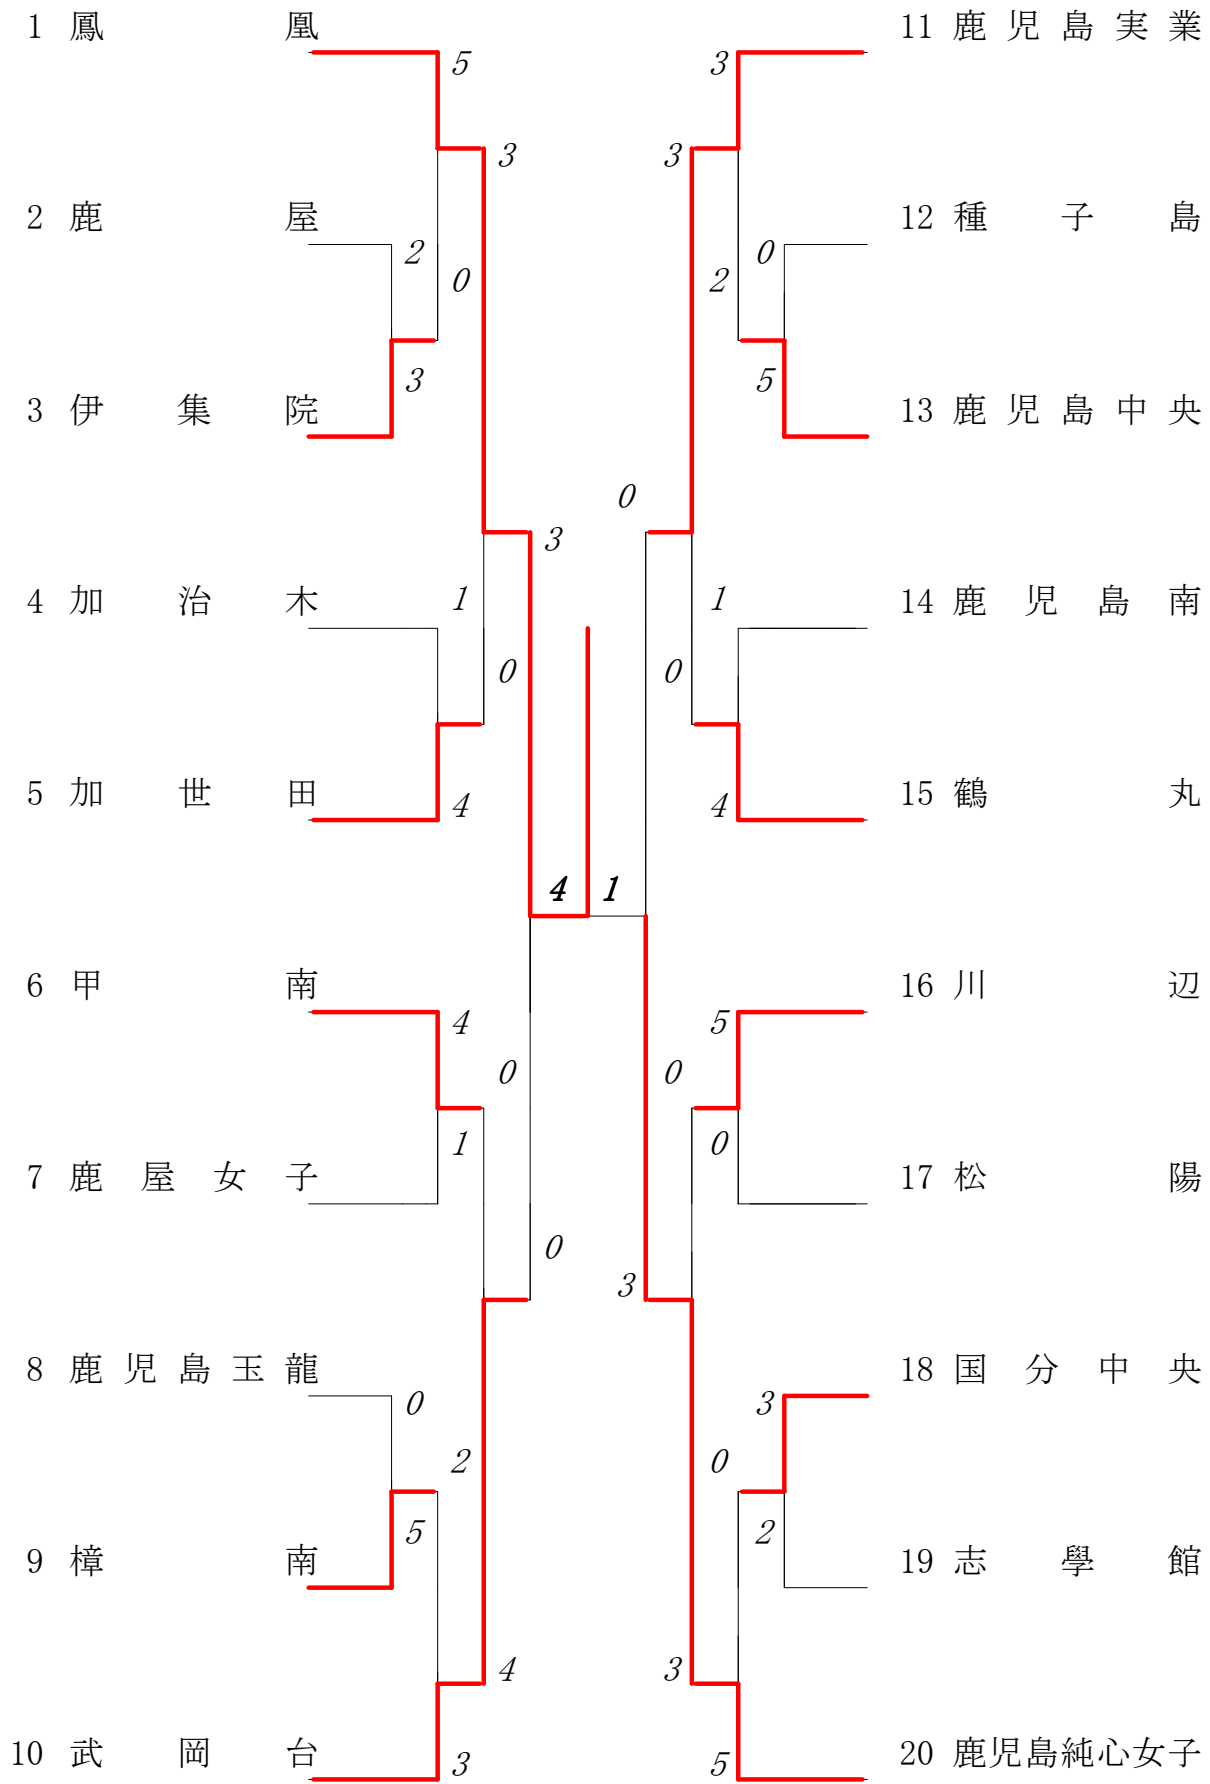 1 鳳凰
11 鹿児島実業
5
3
3
3
2 鹿屋
12 種子島
2
0
0
2
3
5
3 伊集院
13 鹿児島中央
0
3
4 加治木
14 鹿児島南
1
1
0
0
5 加世田
15 鶴丸
4
4
4 1
6 甲南
16 川辺
4
5
0
0
1
0
7 鹿屋女子
17 松陽
0
3
8 鹿児島玉龍
18 国分中央
0
3
2
0
5
2
9 樟南
19 志學館
4
3
10 武岡台
20 鹿児島純心女子
3
5